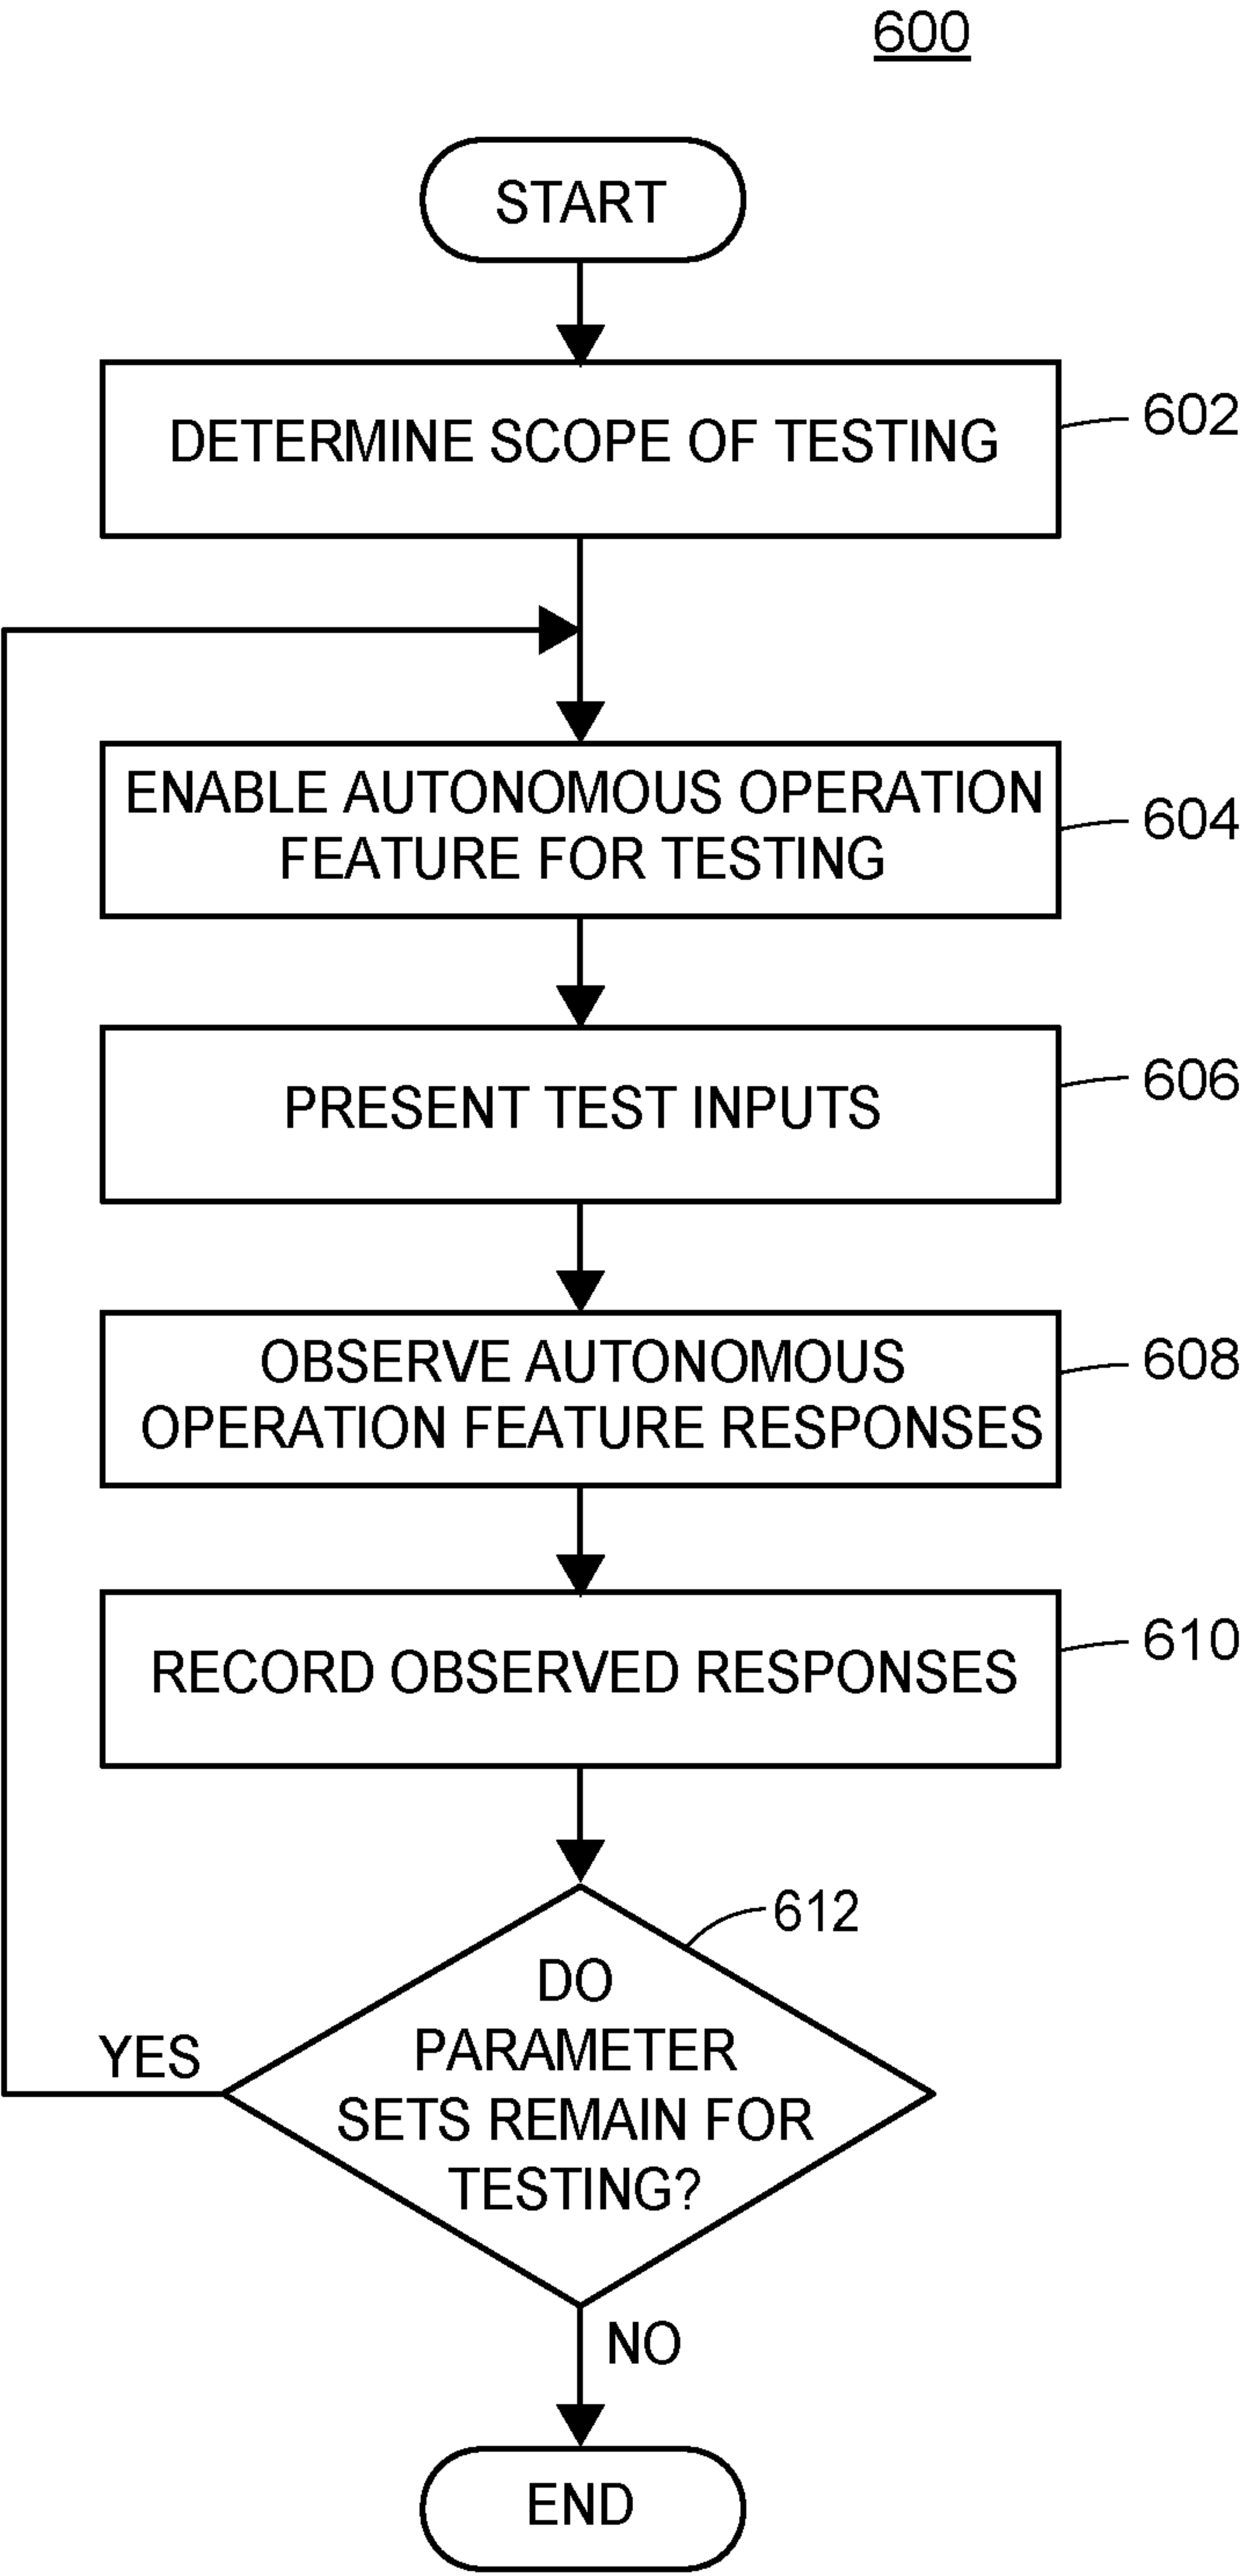 600
START
DETERMINE SCOPE OF TESTING
602
ENABLE AUTONOMOUS OPERATION
FEATURE FOR TESTING
604
PRESENT TEST INPUTS
606
OBSERVE AUTONOMOUS
OPERATION FEATURE RESPONSES
608
RECORD OBSERVED RESPONSES
610
612
DO
PARAMETER
SETS REMAIN FOR
TESTING?
YES
NO
END